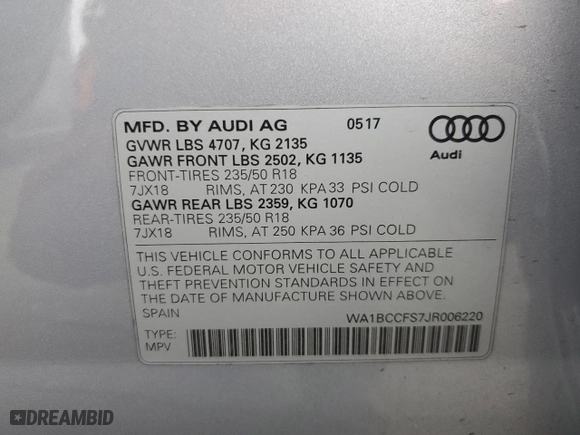 MFD. BY AUDI AG 0517
GVWR LBS 4707, KG 2135
GAWR FRONT LBS 2502, KG 1135
Audi
FRONT-TIRES 235/50 R18
7JX18 RIMS, AT 230 KPA 33 PSI COLD
GAWR REAR LBS 2359, KG 1070
REAR-TIRES 235/50 R18
7JX18 RIMS, AT 250 KPA 36 PSI COLD
THIS VEHICLE CONFORMS TO ALL APPLICABLE
U.S. FEDERAL MOTOR VEHICLE SAFETY AND
THEFT PREVENTION STANDARDS IN EFFECT ON
THE DATE OF MANUFACTURE SHOWN ABOVE.
SPAIN WA1BCCFS7JR006220
TYPE:
MPV
DREAMBID